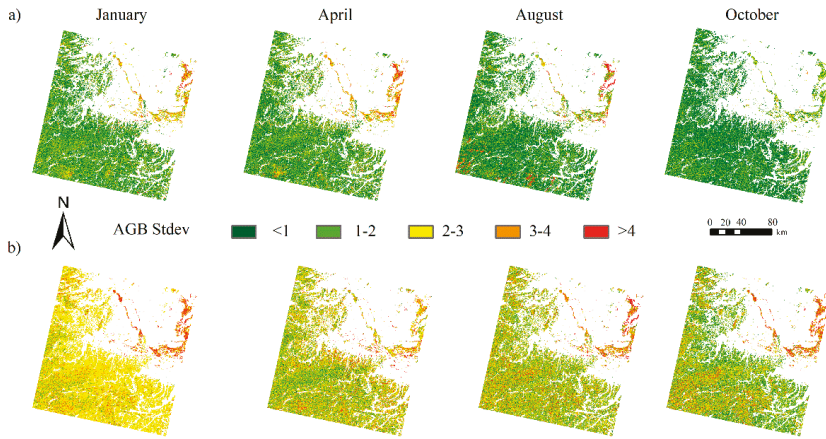 a) January April August October
N
AGB Stdev <1 1-2 2-3 3-4 >4
0 20 40 80
km
b)